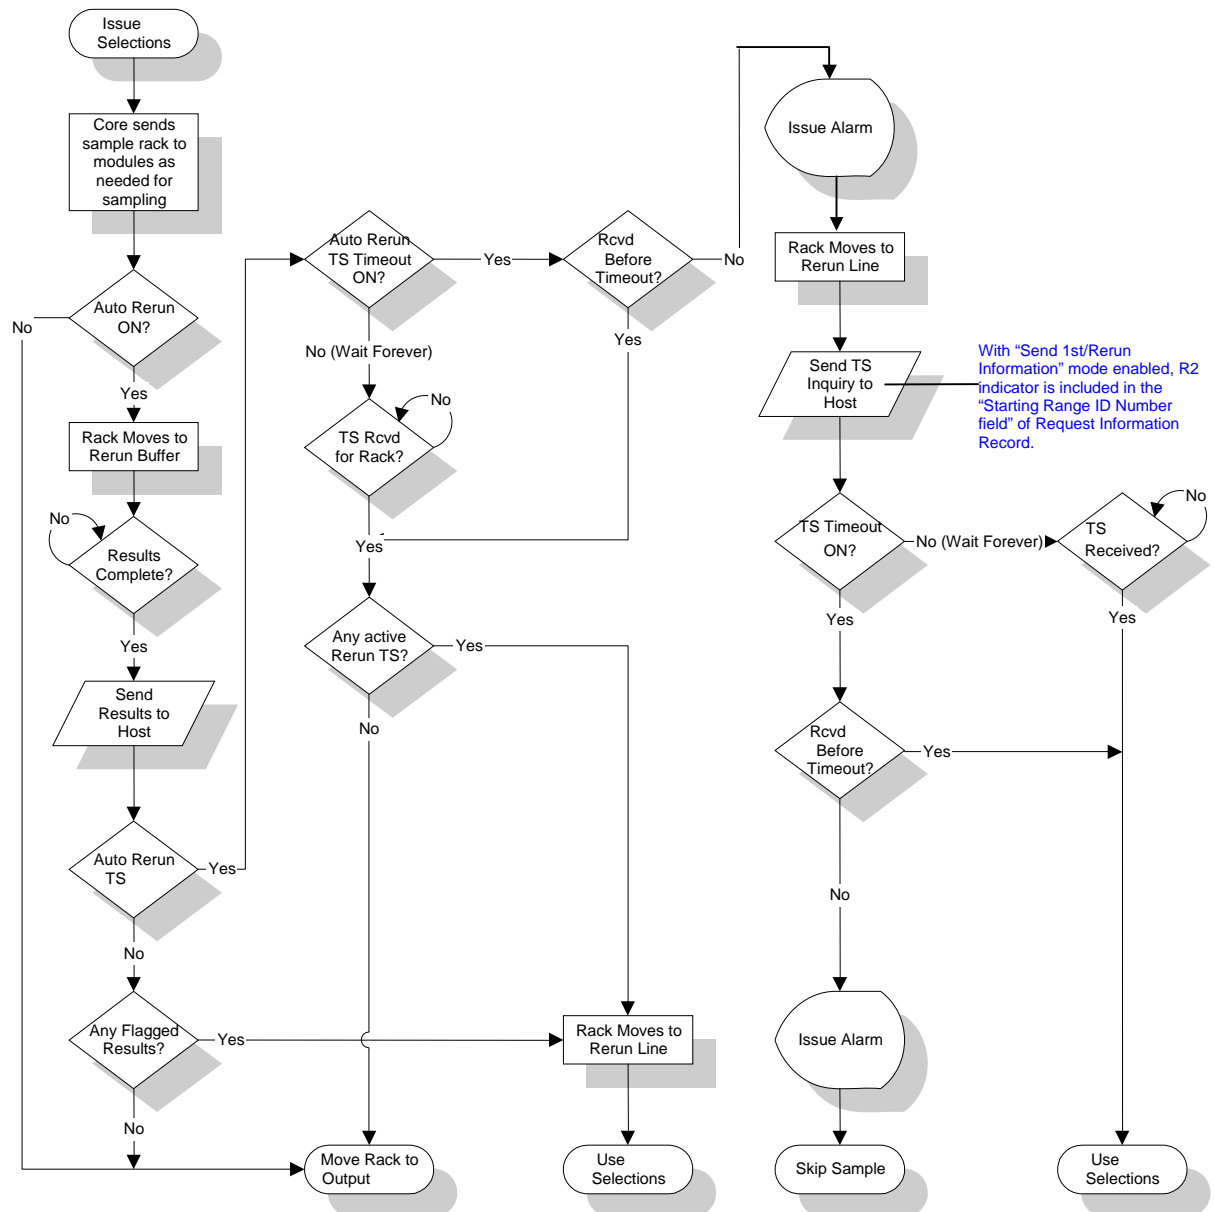 Issue
Selections
Core sends
sample rack to
modules as
needed for
sampling
Auto Rerun
ON?
No
Yes
Rack Moves to
Rerun Buffer
No
Results
Complete?
Yes
Send
Results to
Host
Auto Rerun
TS
Yes
No
Any Flagged
Results?
Yes
No
Auto Rerun
TS Timeout
ON?
Yes
No (Wait Forever)
No
TS Rcvd
for Rack?
Yes
Any active
Rerun TS?
Yes
No
Move Rack to
Output
Rcvd
Before
Timeout?
No
Yes
Rack Moves to
Rerun Line
Use
Selections
Issue Alarm
Rack Moves to
Rerun Line
Send TS
Inquiry to
Host
With “Send 1st/Rerun
Information” mode enabled, R2
indicator is included in the
“Starting Range ID Number
field” of Request Information
Record.
TS Timeout
ON?
No (Wait Forever)
Yes
No
TS
Received?
Yes
Rcvd
Before
Timeout?
Yes
No
Issue Alarm
Skip Sample
Use
Selections